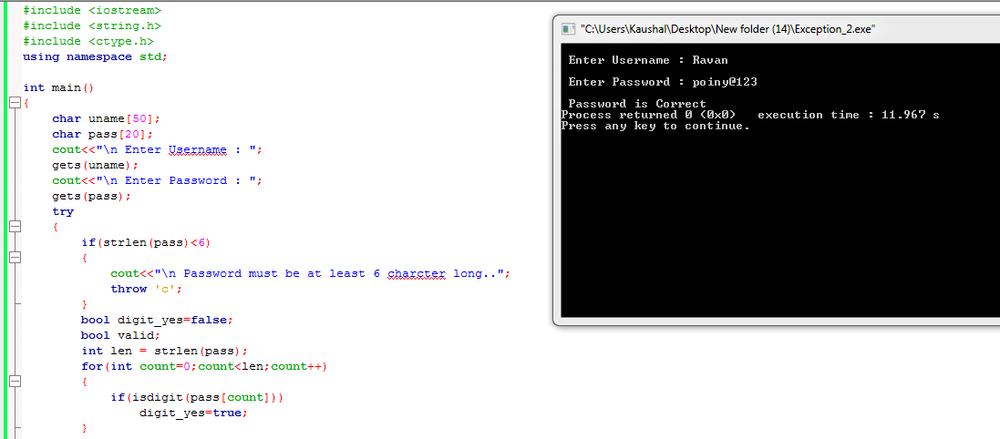 #include <iostream>
#include <string.h>
#include <ctype.h>
using namespace std;
int main()
{
char uname[50];
char pass[20];
cout<<"\n Enter Username : ";
gets(uname);
cout<<"\n Enter Password : ";
gets(pass);
try
{
if(strlen(pass)<6)
{
cout<<"\n Password must be at least 6 charcter long..";
throw 'c';
}
bool digit_yes=false;
bool valid;
int len = strlen(pass);
for(int count=0;count<len;count++)
{
if(isdigit(pass[count]))
digit_yes=true;
}
"C:\Users\Kaushal\Desktop\New folder (14)\Exception_2.exe"
Enter Username : Ravan
Enter Password : poiny@123
Password is Correct
Process returned 0 (0x0)   execution time : 11.967 s
Press any key to continue.